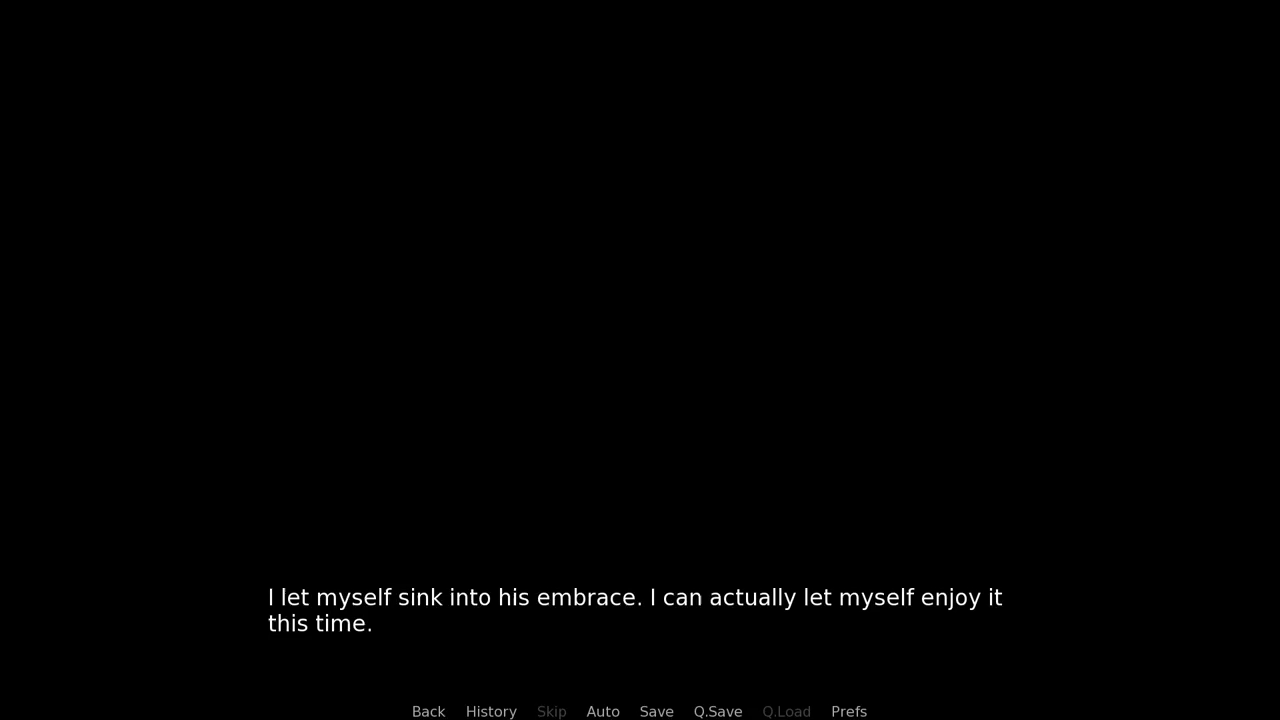 I let myself sink into his embrace. I can actually let myself enjoy it
this time.
Back History Skip Auto Save Q.Save Q.Load Prefs